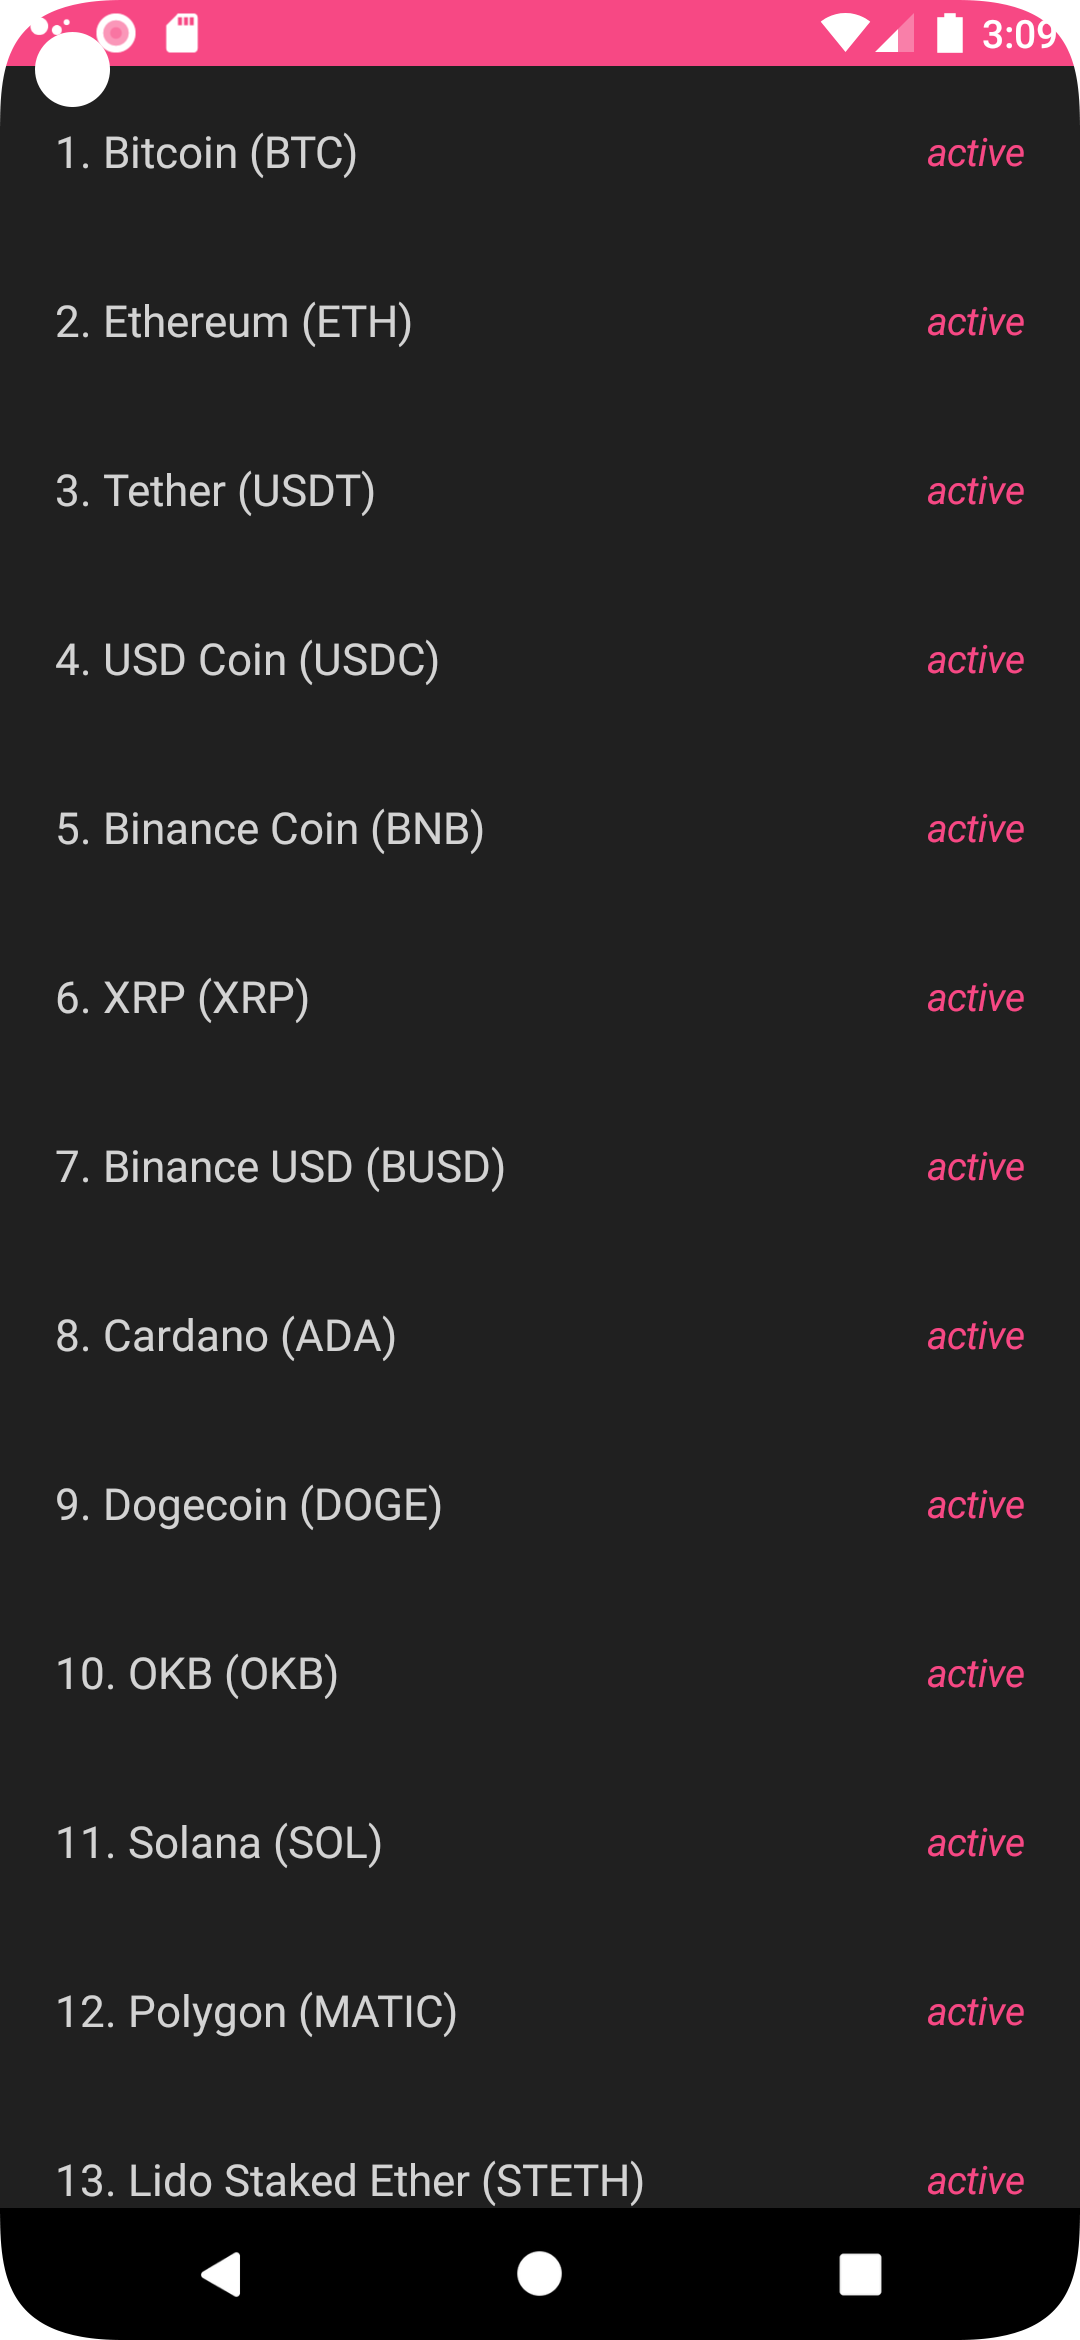 3:09
1. Bitcoin (BTC) active
2. Ethereum (ETH) active
3. Tether (USDT) active
4. USD Coin (USDC) active
5. Binance Coin (BNB) active
6. XRP (XRP) active
7. Binance USD (BUSD) active
8. Cardano (ADA) active
9. Dogecoin (DOGE) active
10. OKB (OKB) active
11. Solana (SOL) active
12. Polygon (MATIC) active
13. Lido Staked Ether (STETH) active